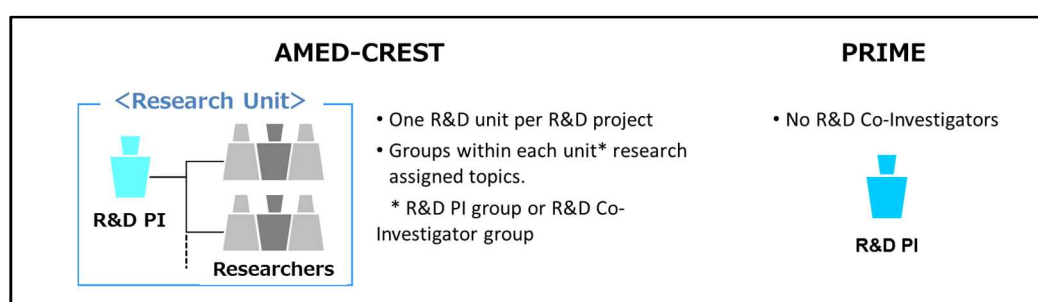 AMED-CREST
<Research Unit>
R&D PI
Researchers
• One R&D unit per R&D project
• Groups within each unit* research
assigned topics.
* R&D PI group or R&D Co-
Investigator group
PRIME
• No R&D Co-Investigators
R&D PI